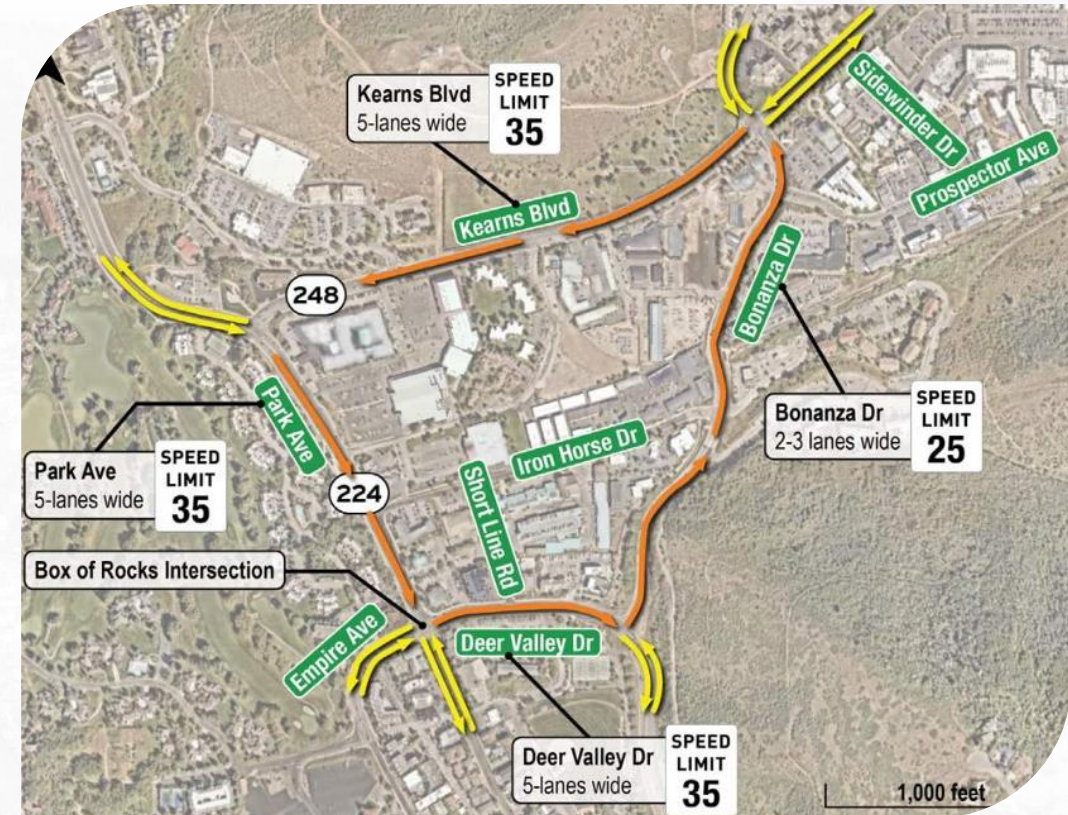 Kearns Blvd
5-lanes wide
SPEED
LIMIT
35
Sidewinder Dr
Prospector Ave
Kearns Blvd
248
Bonanza Dr
Park Ave
Bonanza Dr
2-3 lanes wide
SPEED
LIMIT
25
Park Ave
5-lanes wide
SPEED
LIMIT
35
224
Iron Horse Dr
Short Line Rd
Box of Rocks Intersection
Empire Ave
Deer Valley Dr
Deer Valley Dr
5-lanes wide
SPEED
LIMIT
35
1,000 feet